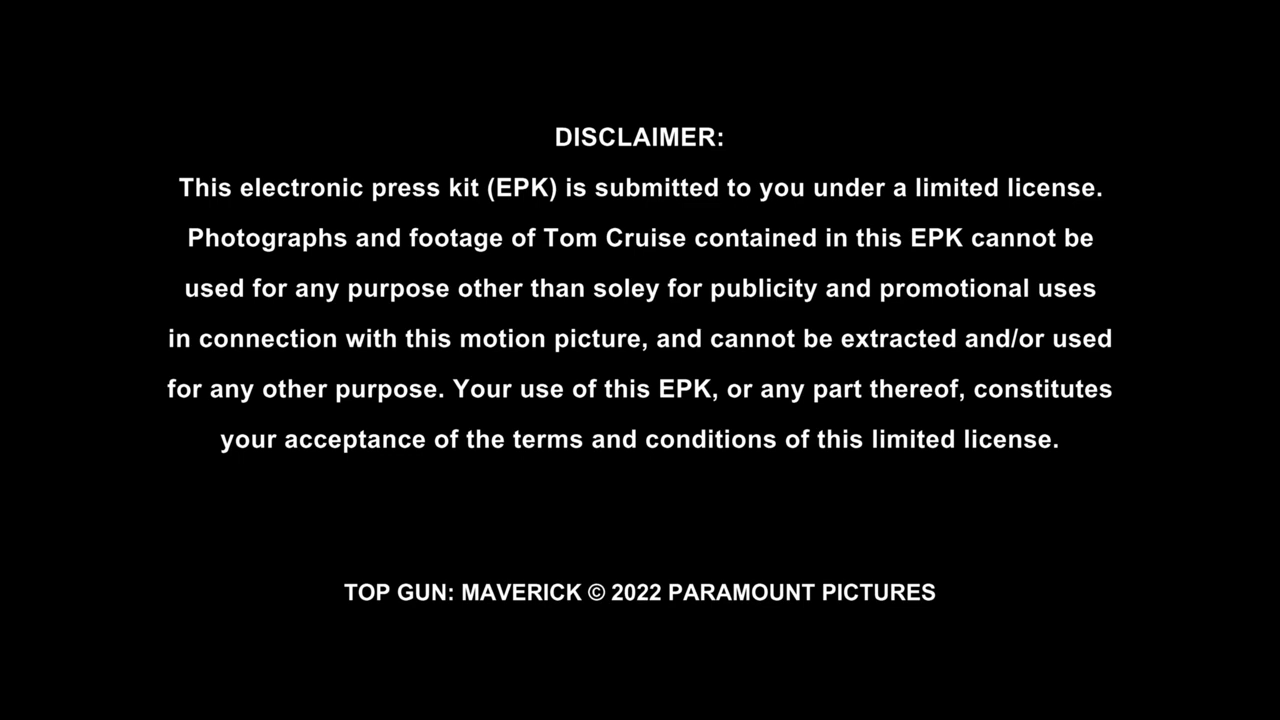 DISCLAIMER:
This electronic press kit (EPK) is submitted to you under a limited license.
Photographs and footage of Tom Cruise contained in this EPK cannot be
used for any purpose other than soley for publicity and promotional uses
in connection with this motion picture, and cannot be extracted and/or used
for any other purpose. Your use of this EPK, or any part thereof, constitutes
your acceptance of the terms and conditions of this limited license.
TOP GUN: MAVERICK © 2022 PARAMOUNT PICTURES